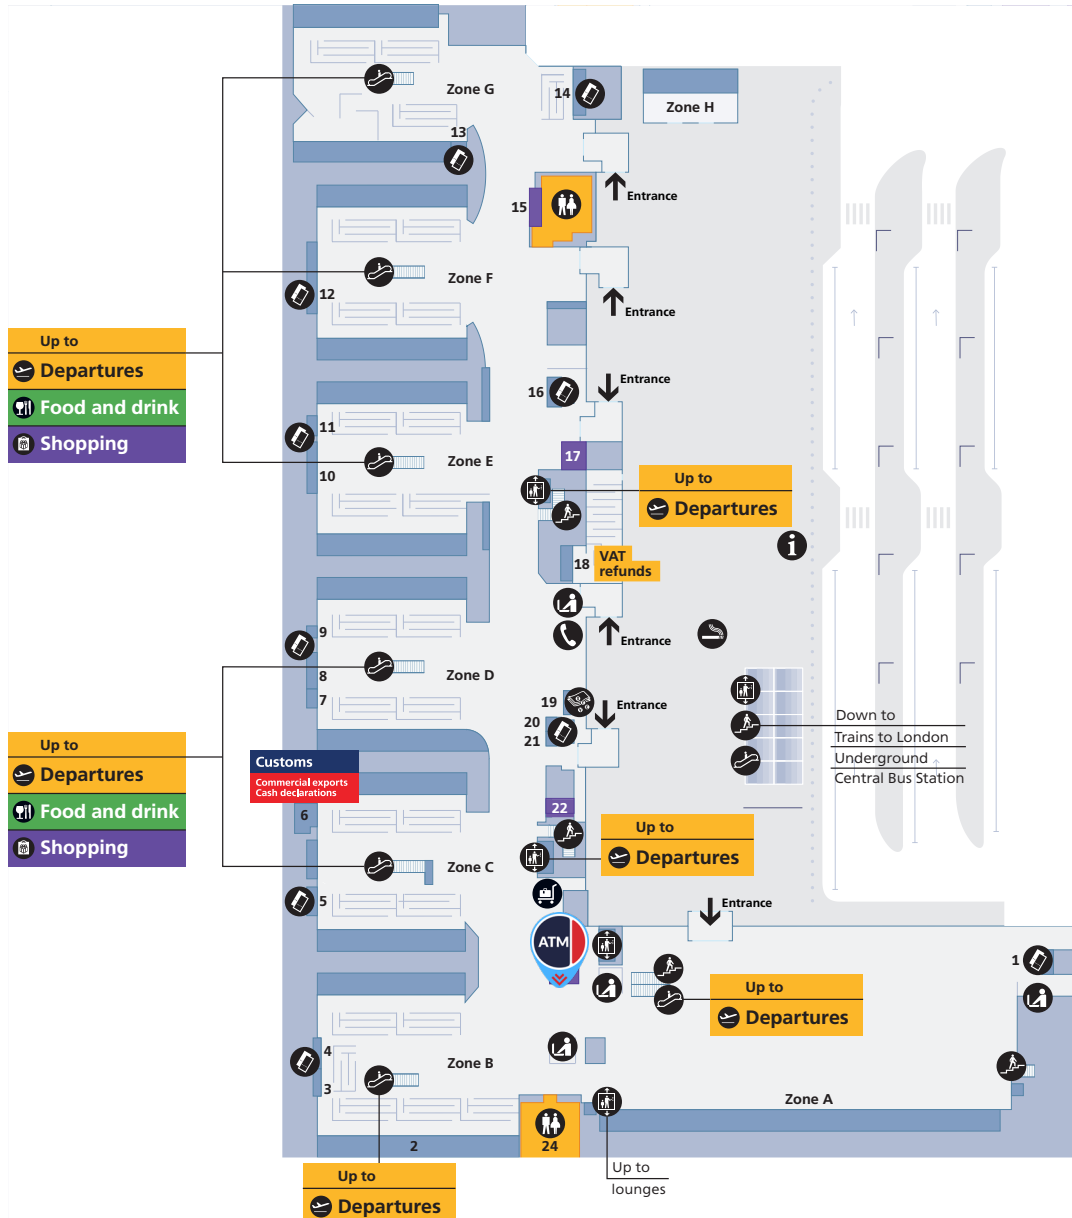 Zone G
14
Zone H
13
Entrance
15
Zone F
12
Entrance
Up to
Departures
Food and drink
Shopping
Entrance
16
11
17
Zone E
10
Up to
Departures
18
VAT
refunds
9
Entrance
Zone D
8
7
19
Entrance
20
21
Down to
Trains to London
Underground
Central Bus Station
Up to
Departures
Food and drink
Shopping
Customs
Commercial exports
Cash declarations
6
22
Up to
Departures
Zone C
5
Entrance
ATM
1
Up to
Departures
4
Zone B
3
Zone A
2
24
Up to
lounges
Up to
Departures